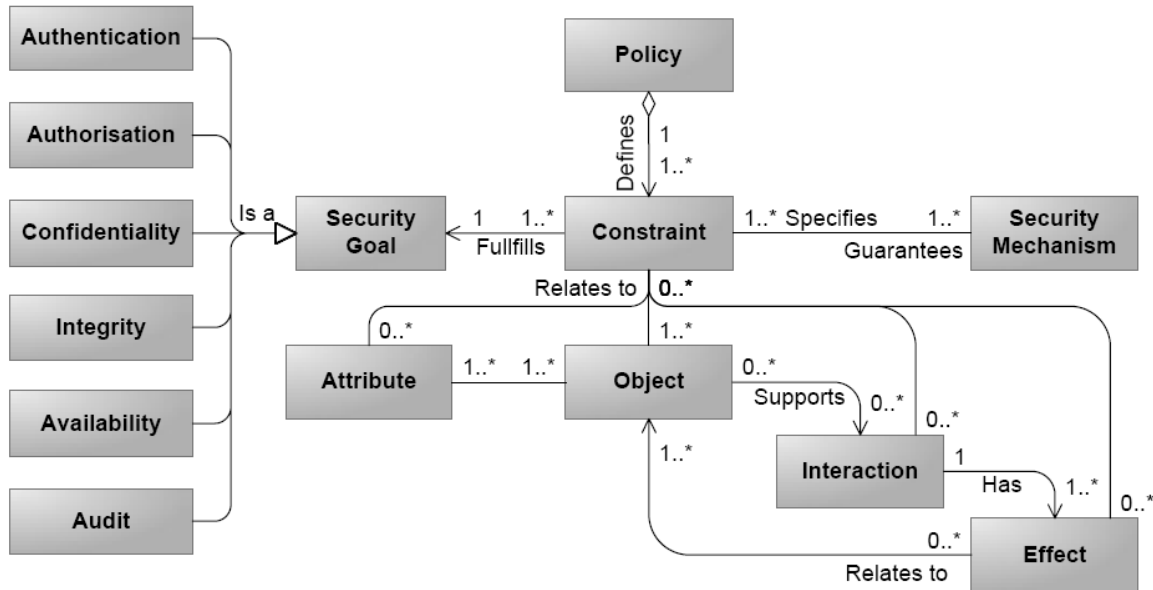 Authentication
Policy
Authorisation
Defines
1
1..*
Confidentiality
Is a
Security
Goal
1
1..*
Fullfills
Constraint
1..*
Specifies
1..*
Guarantees
Security
Mechanism
Relates to
0..*
Integrity
0..*
1..*
Attribute
1..*
1..*
Object
0..*
Supports
0..*
0..*
Availability
1..*
Interaction
1
Has
1..*
0..*
Audit
0..*
Relates to
Effect